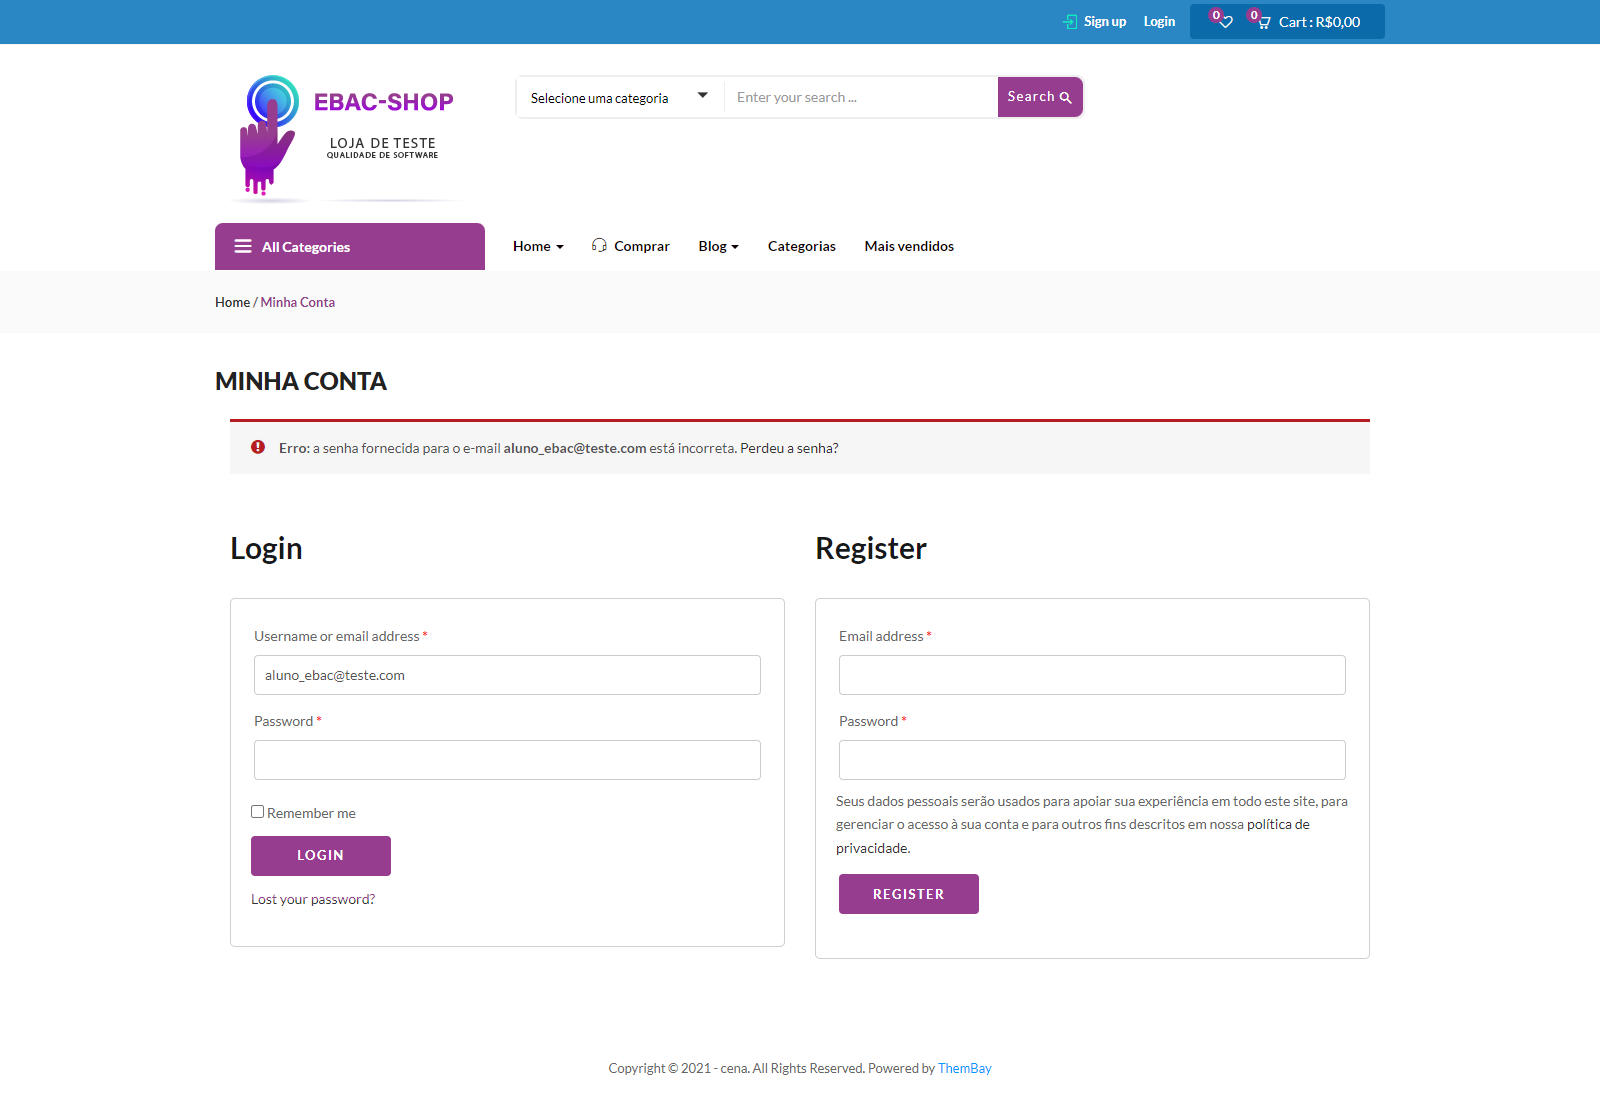 Sign up
Login
0
0
Cart : R$0,00
EBAC-SHOP
LOJA DE TESTE
QUALIDADE DE SOFTWARE
Selecione uma categoria
Enter your search ...
Search
All Categories
Home
Comprar
Blog
Categorias
Mais vendidos
Home / Minha Conta
MINHA CONTA
Erro: a senha fornecida para o e-mail aluno_ebac@teste.com está incorreta. Perdeu a senha?
Login
Username or email address *
aluno_ebac@teste.com
Password *
Remember me
LOGIN
Lost your password?
Register
Email address *
Password *
Seus dados pessoais serão usados para apoiar sua experiência em todo este site, para
gerenciar o acesso à sua conta e para outros fins descritos em nossa política de
privacidade.
REGISTER
Copyright © 2021 - cena. All Rights Reserved. Powered by ThemBay